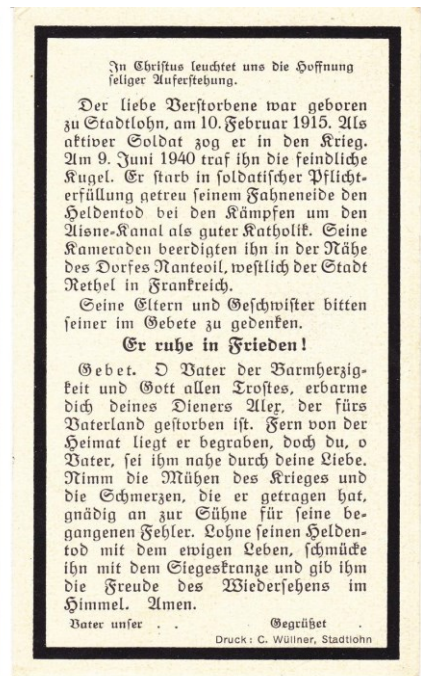 In Christus leuchtet uns die Hoffnung
seliger Auferstehung.
Der liebe Verstorbene war geboren
zu Stadtlohn, am 10. Februar 1915. Als
aktiver Soldat zog er in den Krieg.
Am 9. Juni 1940 traf ihn die feindliche
Kugel. Er starb in soldatischer Pflicht-
erfüllung getreu seinem Fahneneide den
Heldentod bei den Kämpfen um den
Aisne-Kanal als guter Katholik. Seine
Kameraden beerdigten ihn in der Nähe
des Dorfes Nanteoil, westlich der Stadt
Rethel in Frankreich.
Seine Eltern und Geschwister bitten
seiner im Gebete zu gedenken.
Er ruhe in Frieden!
Gebet. O Vater der Barmherzig-
keit und Gott allen Trostes, erbarme
dich deines Dieners Alex, der fürs
Vaterland gestorben ist. Fern von der
Heimat liegt er begraben, doch du, o
Vater, sei ihm nahe durch deine Liebe.
Nimm die Mühen des Krieges und
die Schmerzen, die er getragen hat,
gnädig an zur Sühne für seine be-
gangenen Fehler. Lohne seinen Helden-
tod mit dem ewigen Leben, schmücke
ihn mit dem Siegeskranze und gib ihm
die Freude des Wiedersehens im
Himmel. Amen.
Vater unser . . Gegrüßet .
Druck: C. Wüllner, Stadtlohn